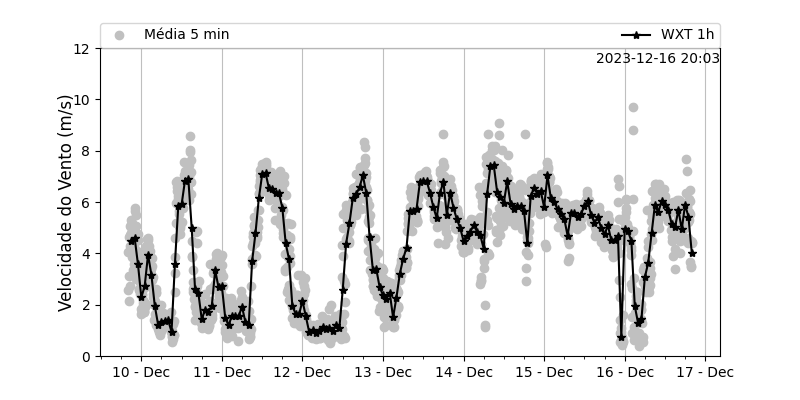 Média 5 min
WXT 1h
2023-12-16 20:03
Velocidade do Vento (m/s)
12
10
8
6
4
2
0
10 - Dec
11 - Dec
12 - Dec
13 - Dec
14 - Dec
15 - Dec
16 - Dec
17 - Dec